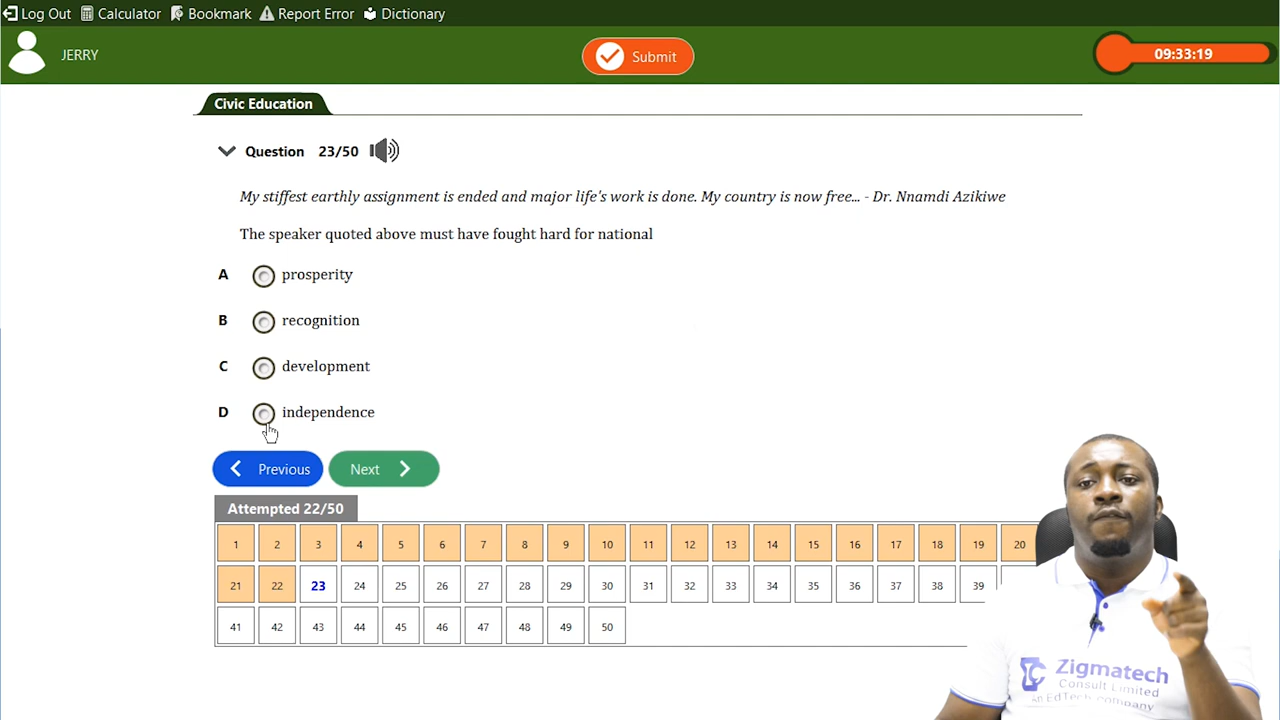 Log Out Calculator Bookmark Report Error Dictionary
JERRY
Submit
09:33:19
Civic Education
Question 23/50
My stiffest earthly assignment is ended and major life's work is done. My country is now free... - Dr. Nnamdi Azikiwe
The speaker quoted above must have fought hard for national
A prosperity
B recognition
C development
D independence
Previous Next
Attempted 22/50
1 2 3 4 5 6 7 8 9 10 11 12 13 14 15 16 17 18 19 20
21 22 23 24 25 26 27 28 29 30 31 32 33 34 35 36 37 38 39
41 42 43 44 45 46 47 48 49 50
Zigmatech
Consult Limited
An EdTech company